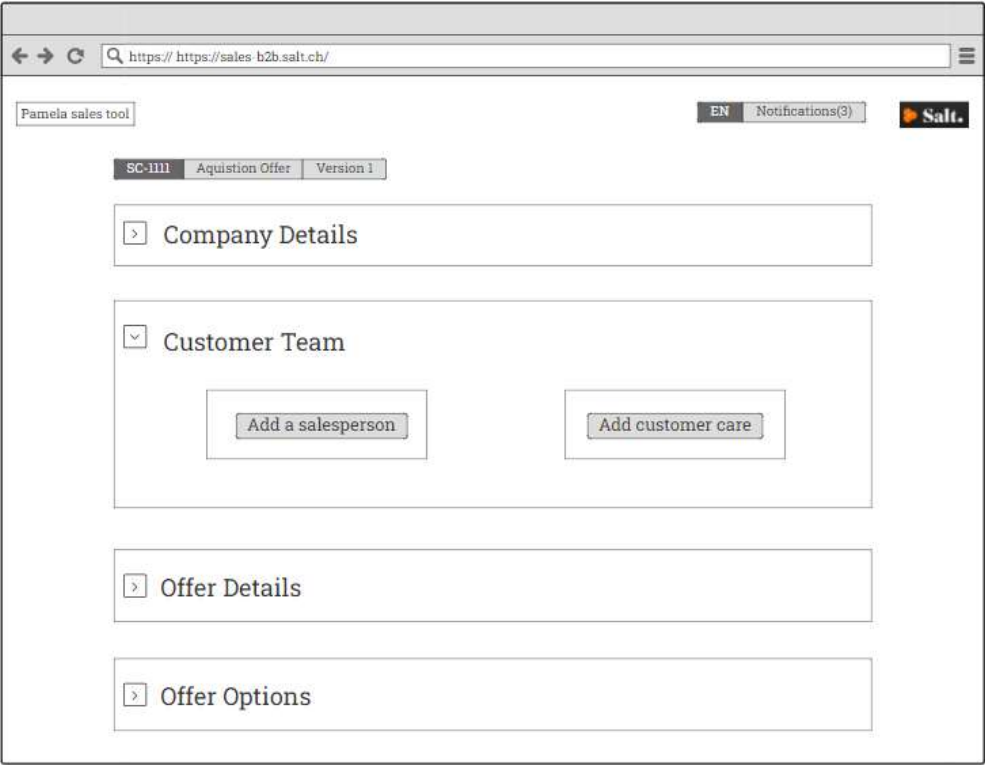 https:// https://sales-b2b.salt.ch/
Pamela sales tool
EN Notifications(3)
Salt.
SC-1111 Aquistion Offer Version 1
Company Details
Customer Team
Add a salesperson Add customer care
Offer Details
Offer Options